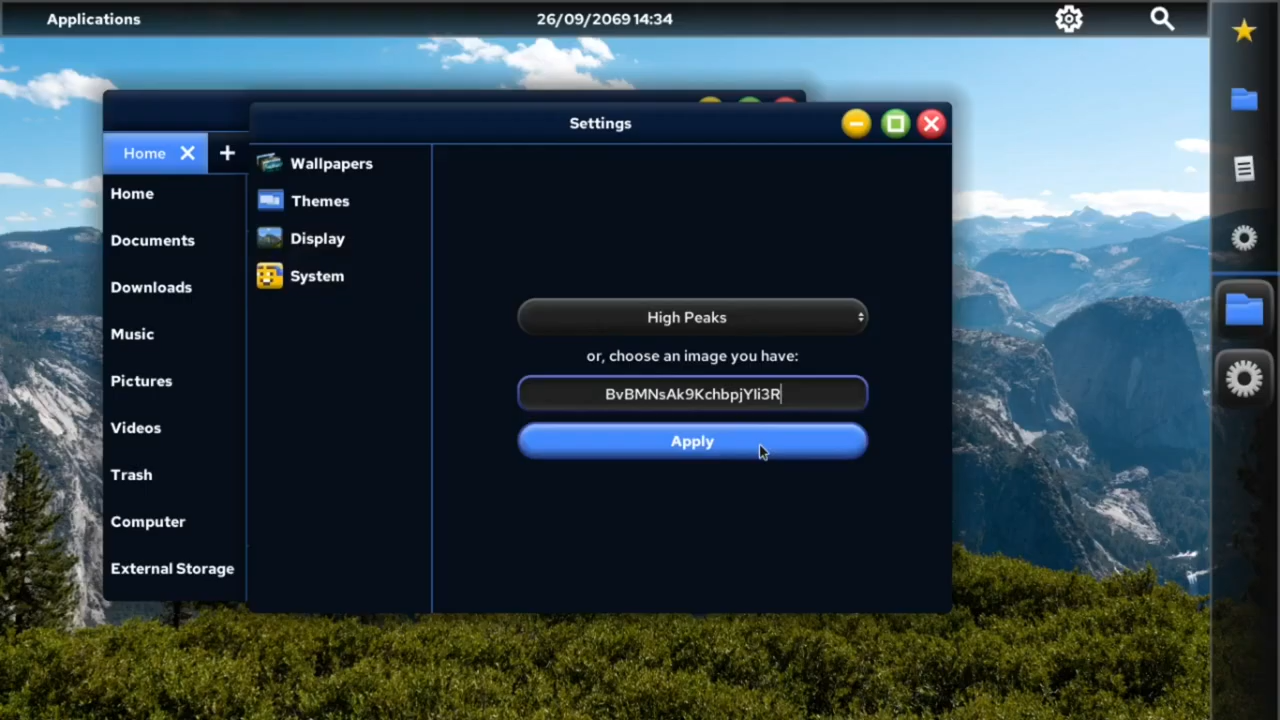 Applications
26/09/2069 14:34
Settings
Home
Home
Documents
Downloads
Music
Pictures
Videos
Trash
Computer
External Storage
Wallpapers
Themes
Display
System
High Peaks
or, choose an image you have:
BvBMNsAk9KchbpjYIi3R
Apply